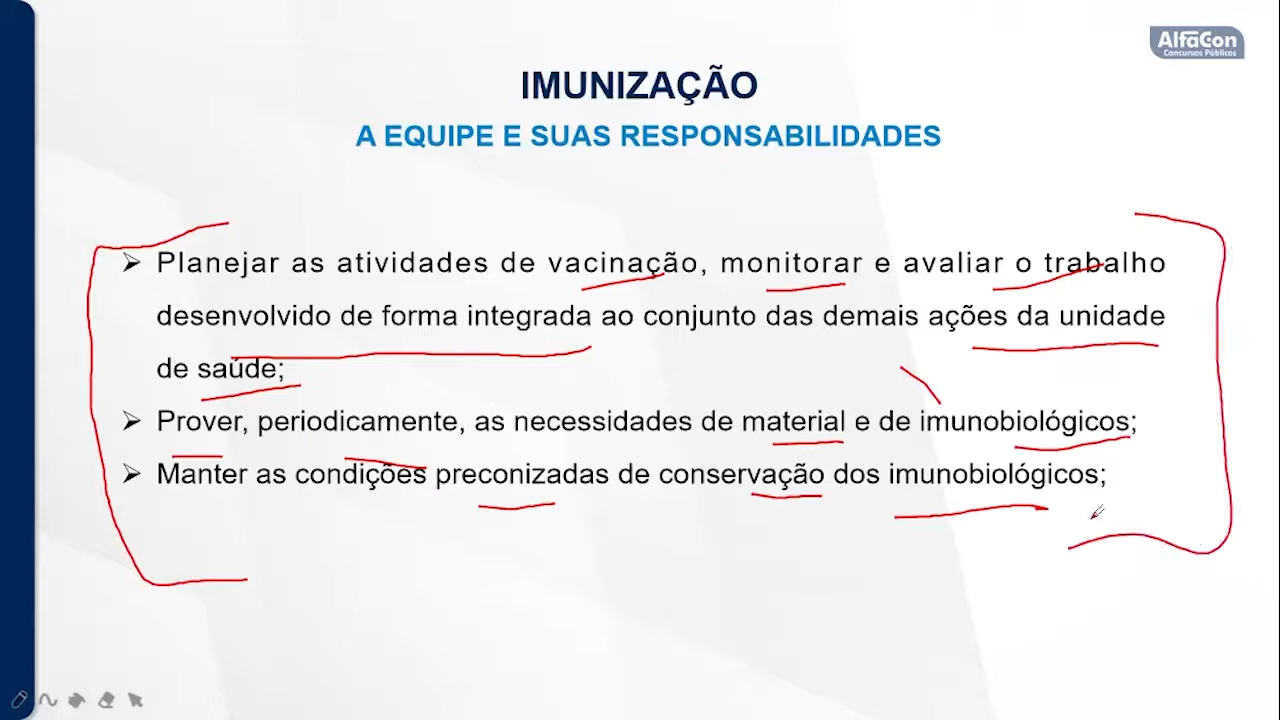 AlfaCon
Concursos Públicos
IMUNIZAÇÃO
A EQUIPE E SUAS RESPONSABILIDADES
➢ Planejar as atividades de vacinação, monitorar e avaliar o trabalho
desenvolvido de forma integrada ao conjunto das demais ações da unidade
de saúde;
➢ Prover, periodicamente, as necessidades de material e de imunobiológicos;
➢ Manter as condições preconizadas de conservação dos imunobiológicos;